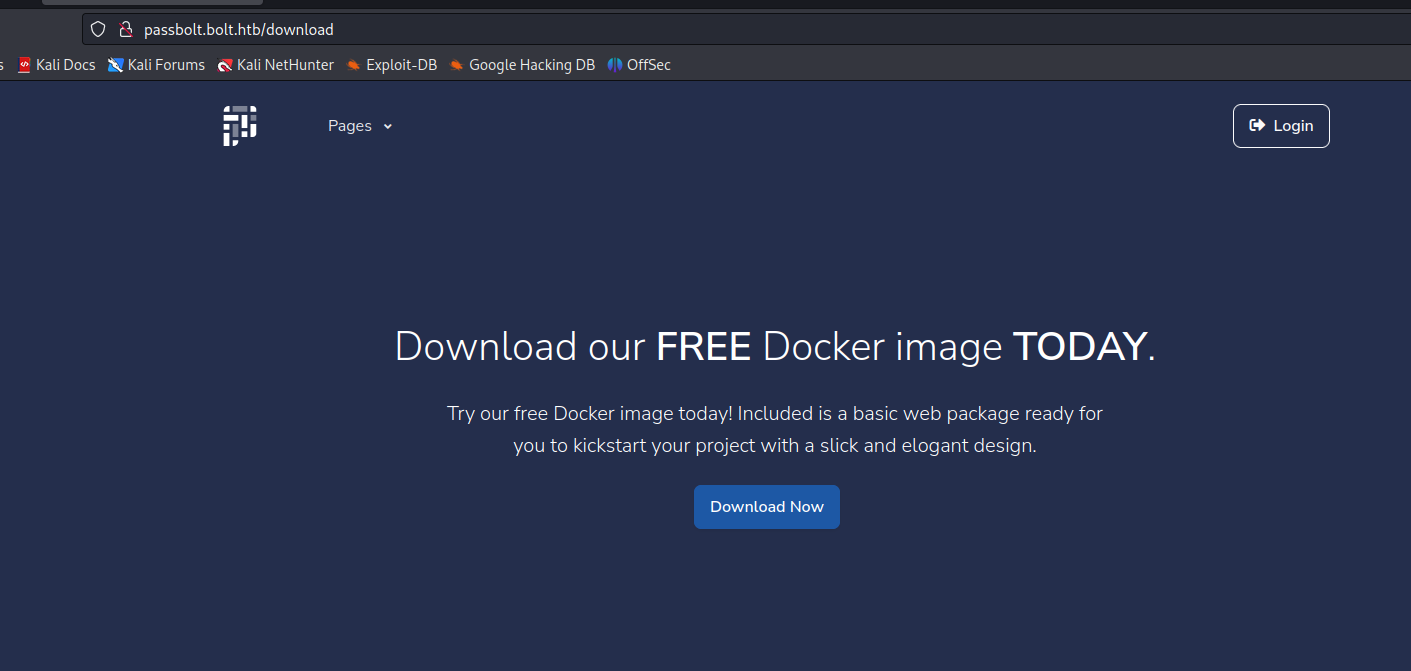 passbolt.bolt.htb/download
Kali Docs Kali Forums Kali NetHunter Exploit-DB Google Hacking DB OffSec
Pages Login
Download our FREE Docker image TODAY.
Try our free Docker image today! Included is a basic web package ready for
you to kickstart your project with a slick and elogant design.
Download Now